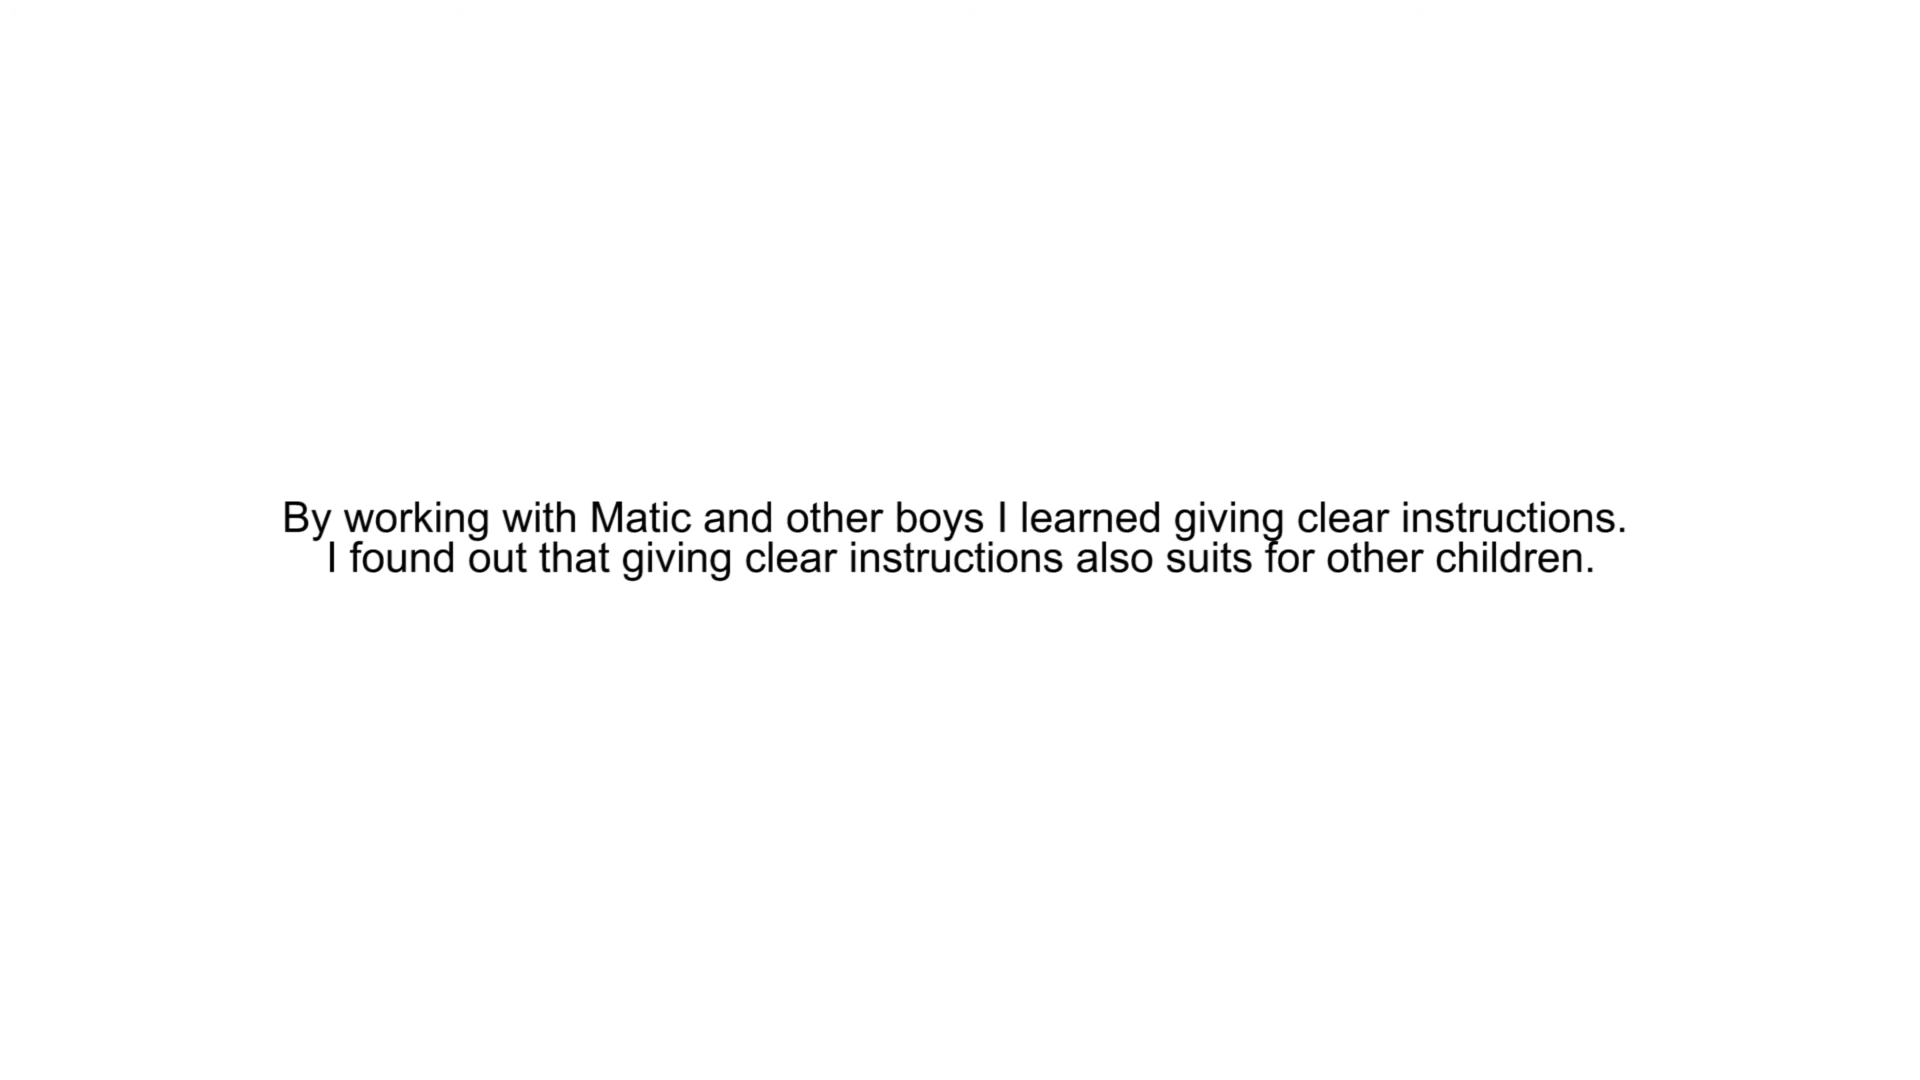 By working with Matic and other boys I learned giving clear instructions.
I found out that giving clear instructions also suits for other children.